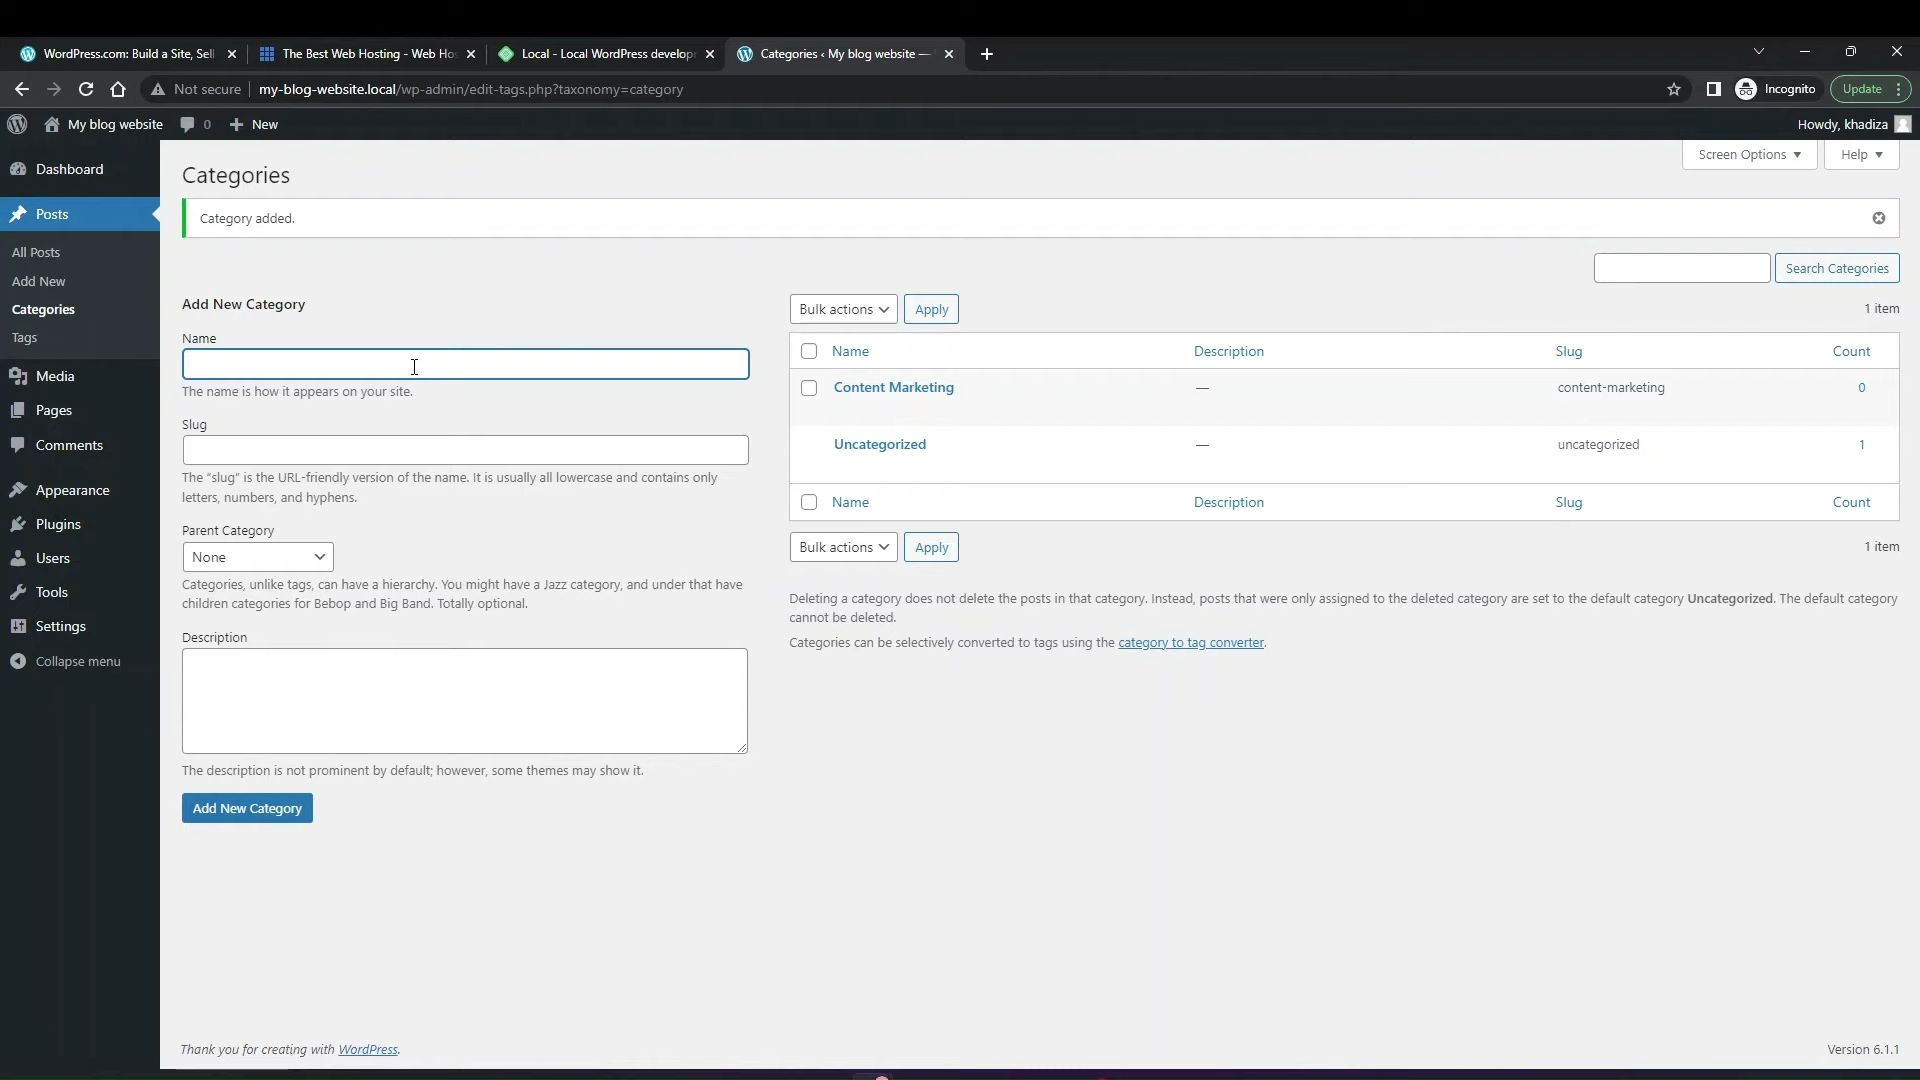 WordPress.com: Build a Site, Sel
The Best Web Hosting - Web Ho
Local - Local WordPress develop
Categories ‹ My blog website —
Not secure
my-blog-website.local/wp-admin/edit-tags.php?taxonomy=category
Incognito
Update
My blog website
0
New
Howdy, khadiza
Dashboard
Posts
All Posts
Add New
Categories
Tags
Media
Pages
Comments
Appearance
Plugins
Users
Tools
Settings
Collapse menu
Screen Options
Help
Categories
Category added.
Search Categories
Add New Category
Name
The name is how it appears on your site.
Slug
The “slug” is the URL-friendly version of the name. It is usually all lowercase and contains only
letters, numbers, and hyphens.
Parent Category
None
Categories, unlike tags, can have a hierarchy. You might have a Jazz category, and under that have
children categories for Bebop and Big Band. Totally optional.
Description
The description is not prominent by default; however, some themes may show it.
Add New Category
Bulk actions Apply 1 item
Name Description Slug Count
Content Marketing — content-marketing 0
Uncategorized — uncategorized 1
Name Description Slug Count
Bulk actions Apply 1 item
Deleting a category does not delete the posts in that category. Instead, posts that were only assigned to the deleted category are set to the default category Uncategorized. The default category
cannot be deleted.
Categories can be selectively converted to tags using the category to tag converter.
Thank you for creating with WordPress.
Version 6.1.1